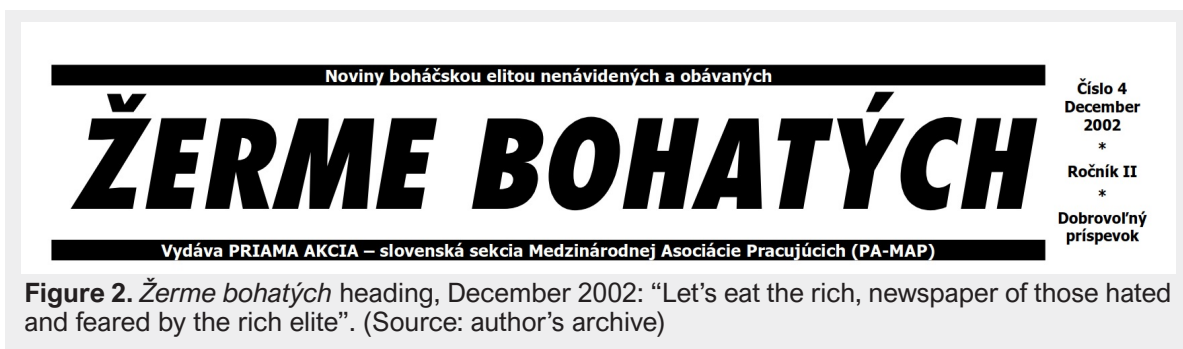 Noviny boháčskou elitou nenávidených a obávaných
ŽERME BOHATÝCH
Číslo 4
December
2002
*
Ročník II
*
Dobrovoľný
príspevok
Vydáva PRIAMA AKCIA – slovenská sekcia Medzinárodnej Asociácie Pracujúcich (PA-MAP)
Figure 2. Žerme bohatých heading, December 2002: “Let’s eat the rich, newspaper of those hated
and feared by the rich elite”. (Source: author’s archive)